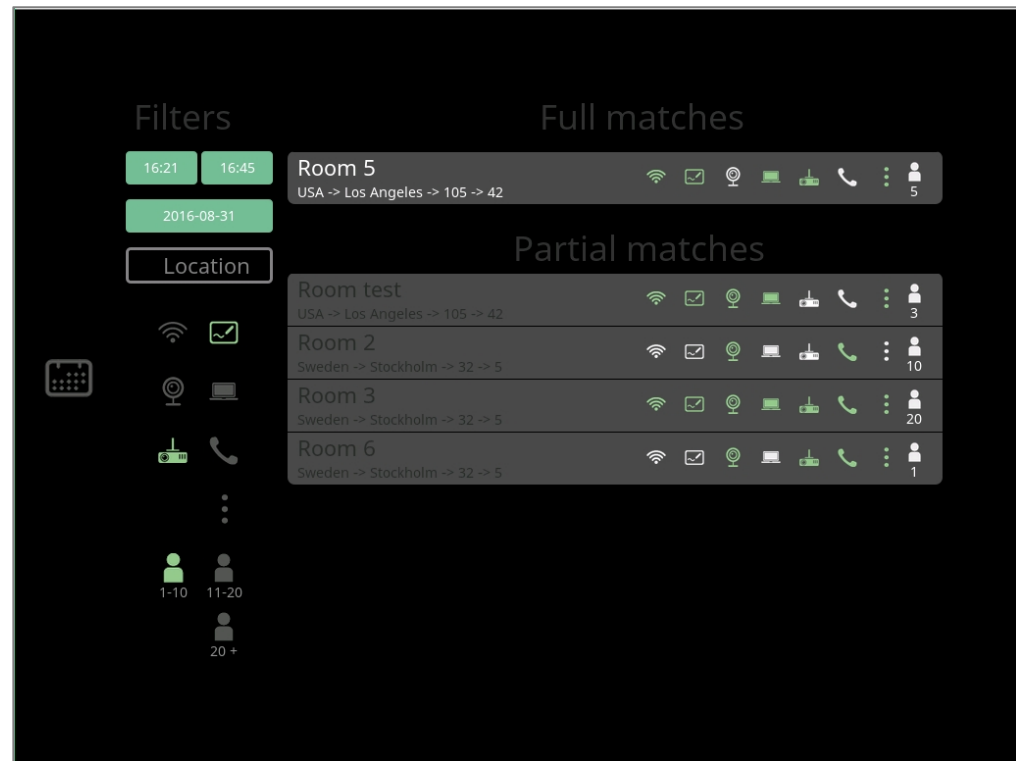 Filters
16:21 16:45
2016-08-31
Location
1-10 11-20
20 +
Full matches
Room 5
USA -> Los Angeles -> 105 -> 42
5
Partial matches
Room test
USA -> Los Angeles -> 105 -> 42
3
Room 2
Sweden -> Stockholm -> 32 -> 5
10
Room 3
Sweden -> Stockholm -> 32 -> 5
20
Room 6
Sweden -> Stockholm -> 32 -> 5
1